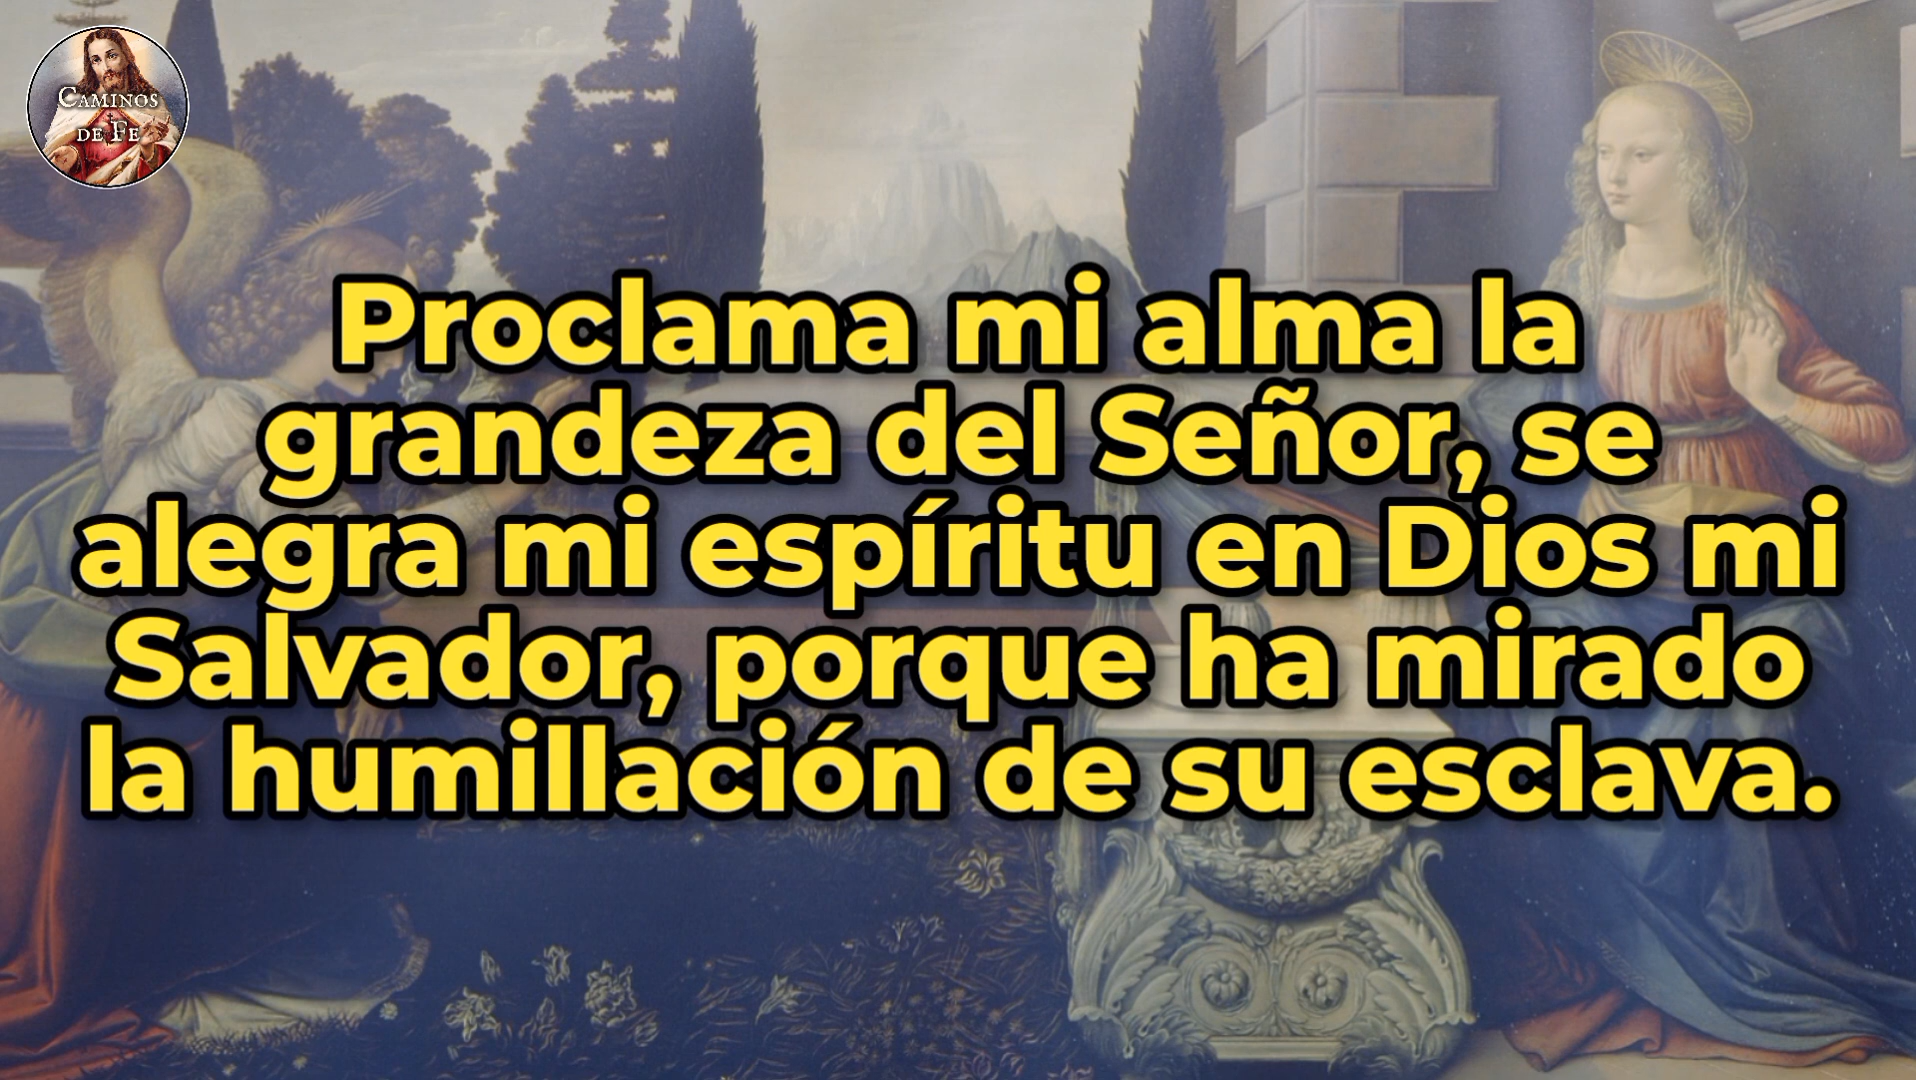 CAMINOS
DE FE
Proclama mi alma la
grandeza del Señor, se
alegra mi espíritu en Dios mi
Salvador, porque ha mirado
la humillación de su esclava.